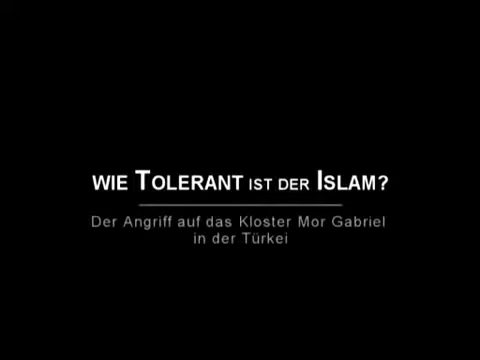 WIE TOLERANT IST DER ISLAM?
Der Angriff auf das Kloster Mor Gabriel
in der Türkei